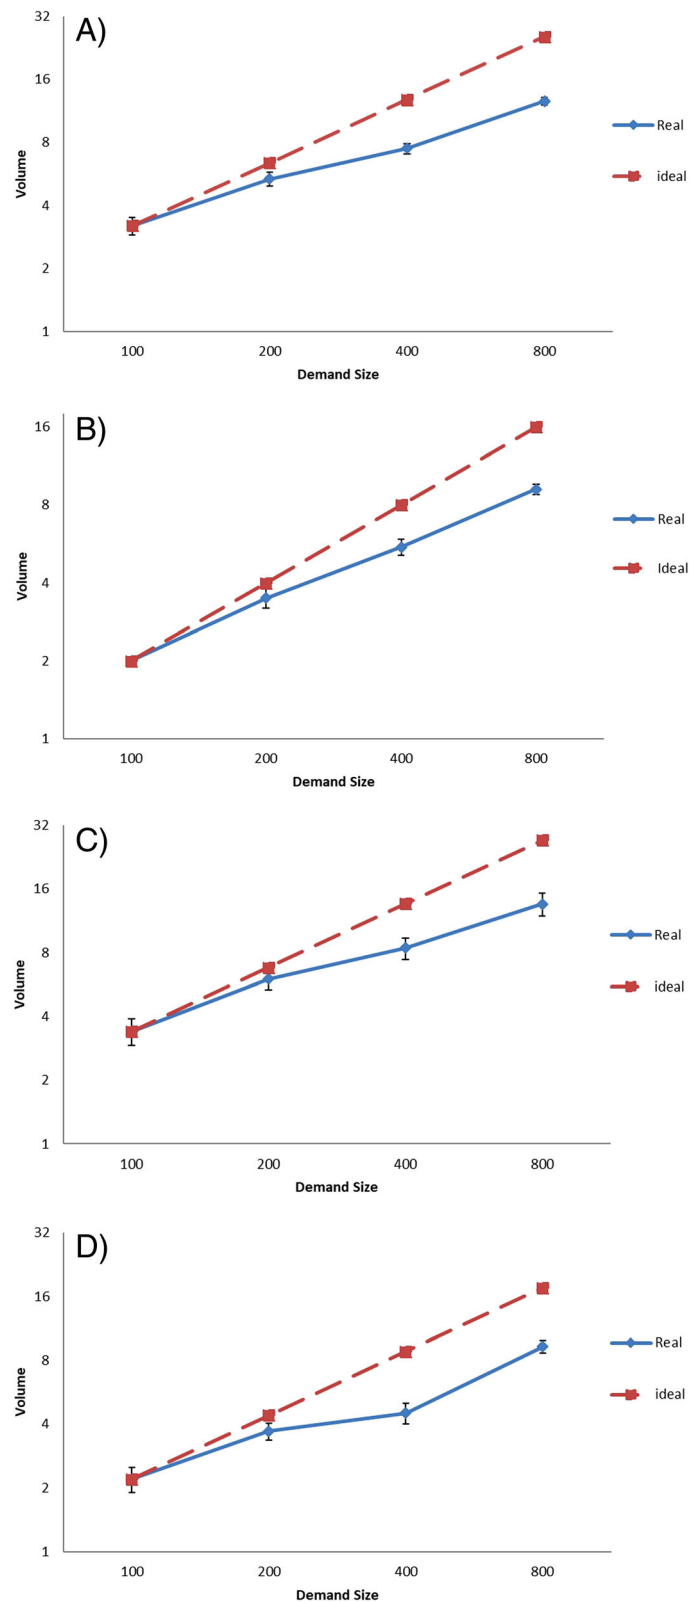 A)
32
16
8
4
2
1
Volume
100 200 400 800
Demand Size
Real
ideal
B)
16
8
4
2
1
Volume
100 200 400 800
Demand Size
Real
Ideal
C)
32
16
8
4
2
1
Volume
100 200 400 800
Demand Size
Real
ideal
D)
32
16
8
4
2
1
Volume
100 200 400 800
Demand Size
Real
ideal